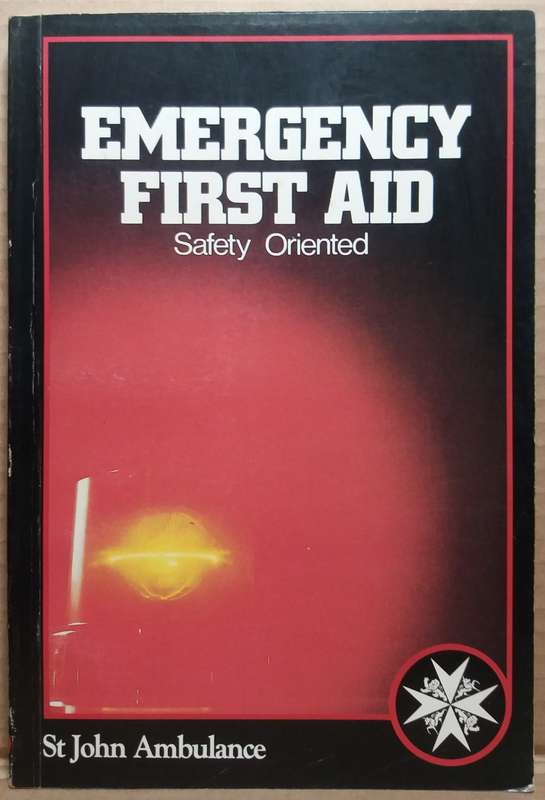 EMERGENCY
FIRST AID
Safety Oriented
St John Ambulance